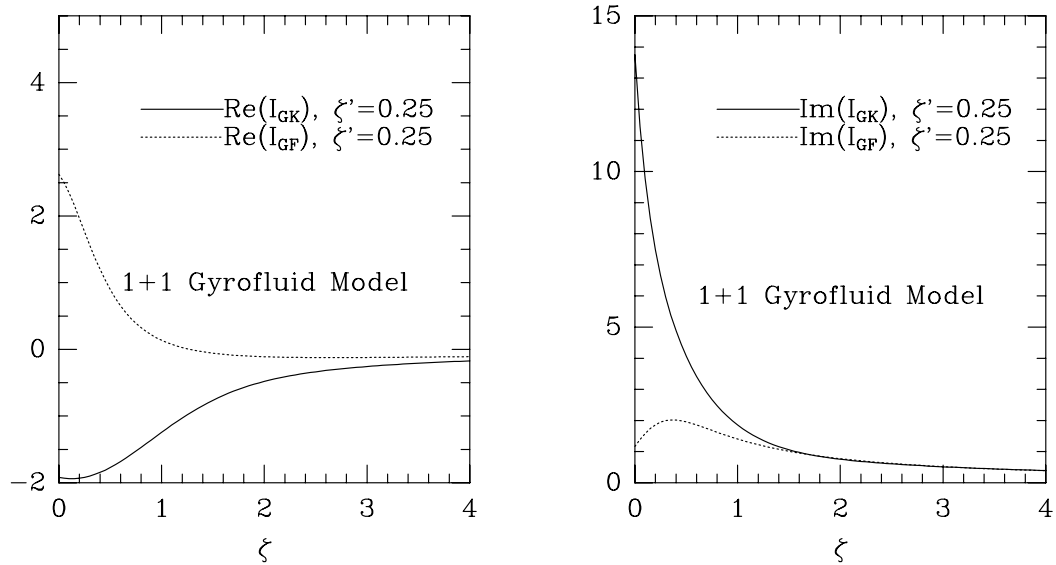 4
2
0
−2
0
1
2
3
4
ζ
Re(I_GK), ζ'=0.25
Re(I_GF), ζ'=0.25
1+1 Gyrofluid Model
15
10
5
0
0
1
2
3
4
ζ
Im(I_GK), ζ'=0.25
Im(I_GF), ζ'=0.25
1+1 Gyrofluid Model